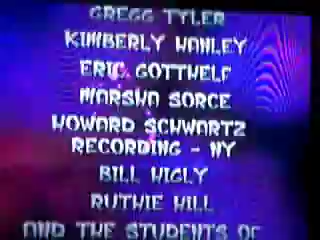 GREGG TYLER
KIMBERLY HANLEY
ERIC GOTTHELF
MARSHA SORCE
HOWARD SCHWARTZ
RECORDING - NY
BILL HIGLY
RUTHIE HILL
AND THE STUDENTS OF